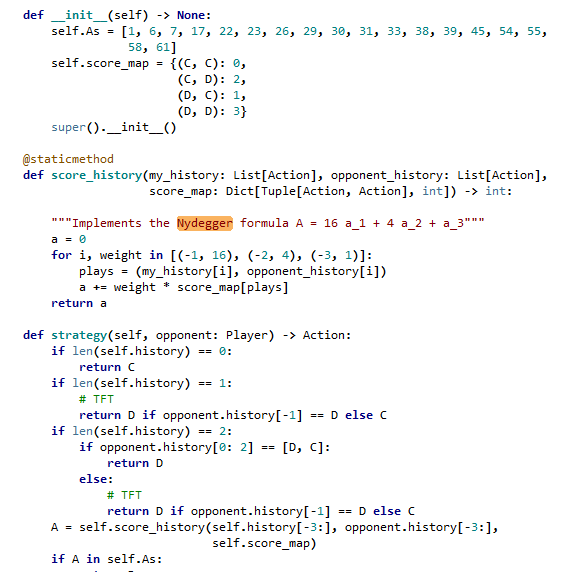 def __init__(self) -> None:
    self.As = [1, 6, 7, 17, 22, 23, 26, 29, 30, 31, 33, 38, 39, 45, 54, 55,
               58, 61]
    self.score_map = {(C, C): 0,
                      (C, D): 2,
                      (D, C): 1,
                      (D, D): 3}
    super().__init__()
@staticmethod
def score_history(my_history: List[Action], opponent_history: List[Action],
                  score_map: Dict[Tuple[Action, Action], int]) -> int:
    """Implements the Nydegger formula A = 16 a_1 + 4 a_2 + a_3"""
    a = 0
    for i, weight in [(-1, 16), (-2, 4), (-3, 1)]:
        plays = (my_history[i], opponent_history[i])
        a += weight * score_map[plays]
    return a
def strategy(self, opponent: Player) -> Action:
    if len(self.history) == 0:
        return C
    if len(self.history) == 1:
        # TFT
        return D if opponent.history[-1] == D else C
    if len(self.history) == 2:
        if opponent.history[0: 2] == [D, C]:
            return D
        else:
            # TFT
            return D if opponent.history[-1] == D else C
    A = self.score_history(self.history[-3:], opponent.history[-3:],
                           self.score_map)
    if A in self.As: